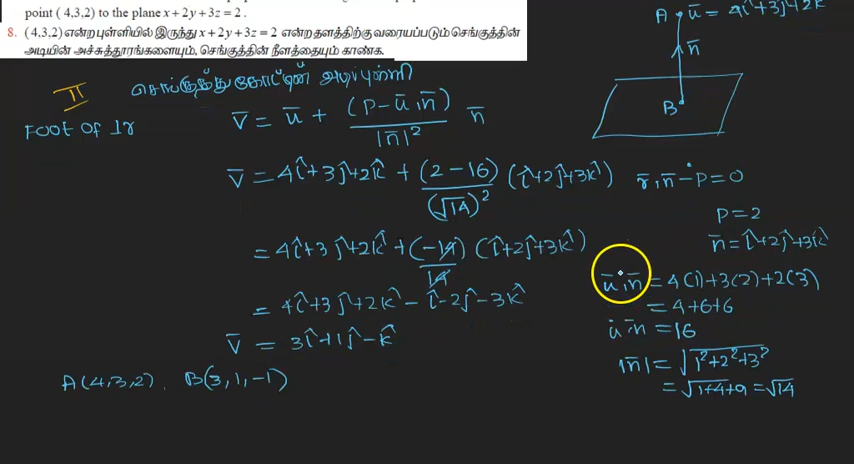 point ( 4,3,2) to the plane x + 2y + 3z = 2 .
8. (4,3,2) என்ற புள்ளியில் இருந்து x + 2y + 3z = 2 என்ற தளத்திற்கு வரையப்படும் செங்குத்தின்
அடியின் அச்சுத்தூரங்களையும், செங்குத்தின் நீளத்தையும் காண்க.
II செங்குத்து கோட்டின் அடிப்புள்ளி
Foot of Ir
v̄ = ū + (P − ū.n̄)/|n̄|² n̄
v̄ = 4î+3ĵ+2k̂ + (2−16)/(√14)² (î+2ĵ+3k̂)
= 4î+3ĵ+2k̂ + (−14)/14 (î+2ĵ+3k̂)
= 4î+3ĵ+2k̂ − î−2ĵ−3k̂
v̄ = 3î+1ĵ−k̂
A(4,3,2). B(3,1,−1)
A ū = 4î+3ĵ+2k̂
n̄
B
r̄.n̄ − P = 0
P = 2
n̄ = î+2ĵ+3k̂
ū.n̄ = 4(1)+3(2)+2(3)
= 4+6+6
ū.n̄ = 16
|n̄| = √1²+2²+3²
= √1+4+9 = √14